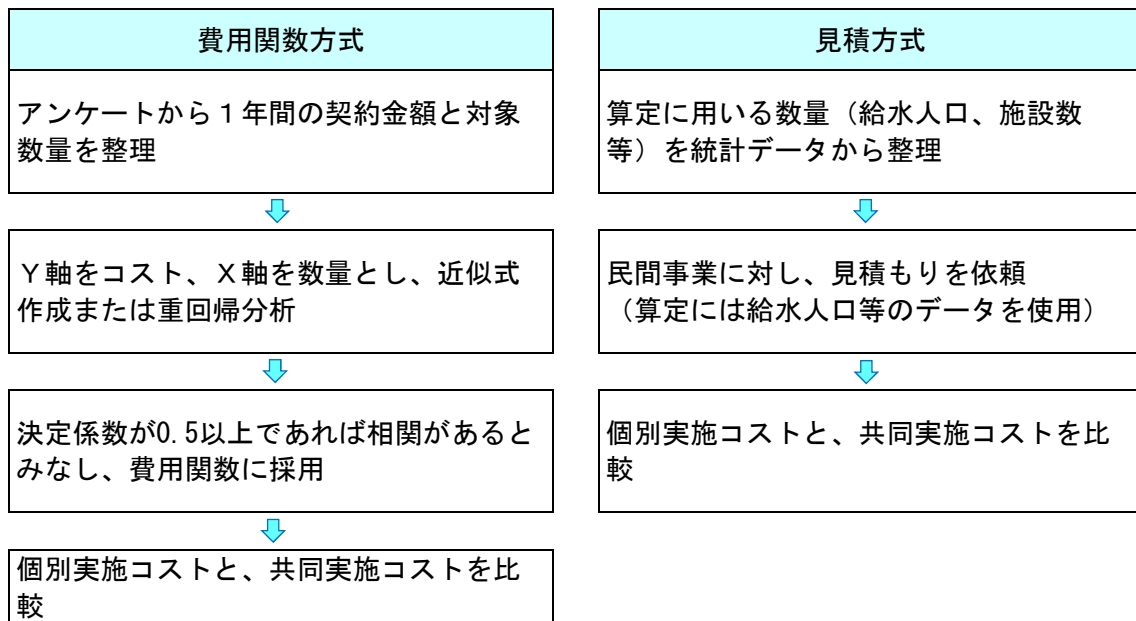 費用関数方式
アンケートから１年間の契約金額と対象
数量を整理
Ｙ軸をコスト、Ｘ軸を数量とし、近似式
作成または重回帰分析
決定係数が0.5以上であれば相関があると
みなし、費用関数に採用
個別実施コストと、共同実施コストを比
較
見積方式
算定に用いる数量（給水人口、施設数
等）を統計データから整理
民間事業に対し、見積もりを依頼
（算定には給水人口等のデータを使用）
個別実施コストと、共同実施コストを比
較